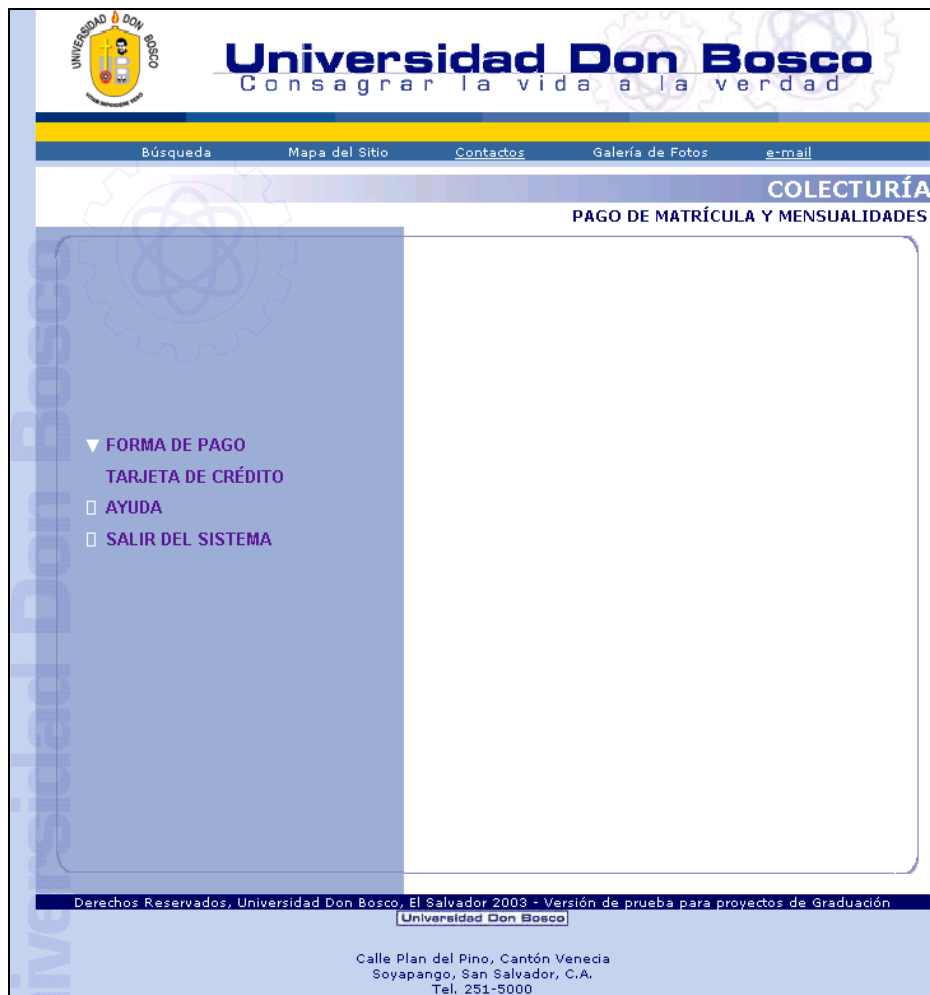 UNIVERSIDAD DON BOSCO
Universidad Don Bosco
Consagrar la vida a la verdad
Búsqueda Mapa del Sitio Contactos Galería de Fotos e-mail
COLECTURÍA
PAGO DE MATRÍCULA Y MENSUALIDADES
▼ FORMA DE PAGO
TARJETA DE CRÉDITO
AYUDA
SALIR DEL SISTEMA
iversidad Don Bosco
Derechos Reservados, Universidad Don Bosco, El Salvador 2003 - Versión de prueba para proyectos de Graduación
Universidad Don Bosco
Calle Plan del Pino, Cantón Venecia
Soyapango, San Salvador, C.A.
Tel. 251-5000